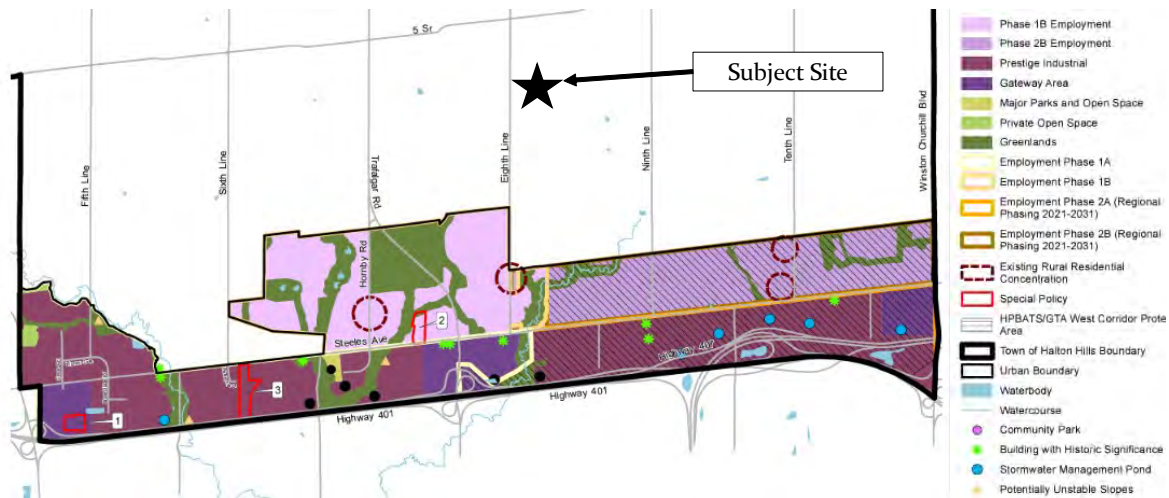 5 Sr
Subject Site
Fifth Line
Sixth Line
Trafalgar Rd
Hornby Rd
Eighth Line
Ninth Line
Tenth Line
Winston Churchill Blvd
Steeles Ave
2
3
1
Highway 401
Highway 401
Highway 407
Phase 1B Employment
Phase 2B Employment
Prestige Industrial
Gateway Area
Major Parks and Open Space
Private Open Space
Greenlands
Employment Phase 1A
Employment Phase 1B
Employment Phase 2A (Regional
Phasing 2021-2031)
Employment Phase 2B (Regional
Phasing 2021-2031)
Existing Rural Residential
Concentration
Special Policy
HPBATS/GTA West Corridor Prote
Area
Town of Halton Hills Boundary
Urban Boundary
Waterbody
Watercourse
Community Park
Building with Historic Significance
Stormwater Management Pond
Potentially Unstable Slopes